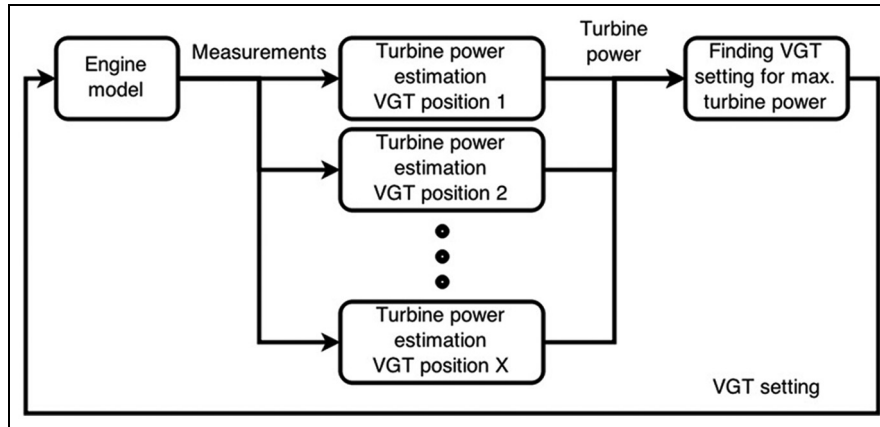 Engine
model
Measurements
Turbine power
estimation
VGT position 1
Turbine
power
Finding VGT
setting for max.
turbine power
Turbine power
estimation
VGT position 2
Turbine power
estimation
VGT position X
VGT setting